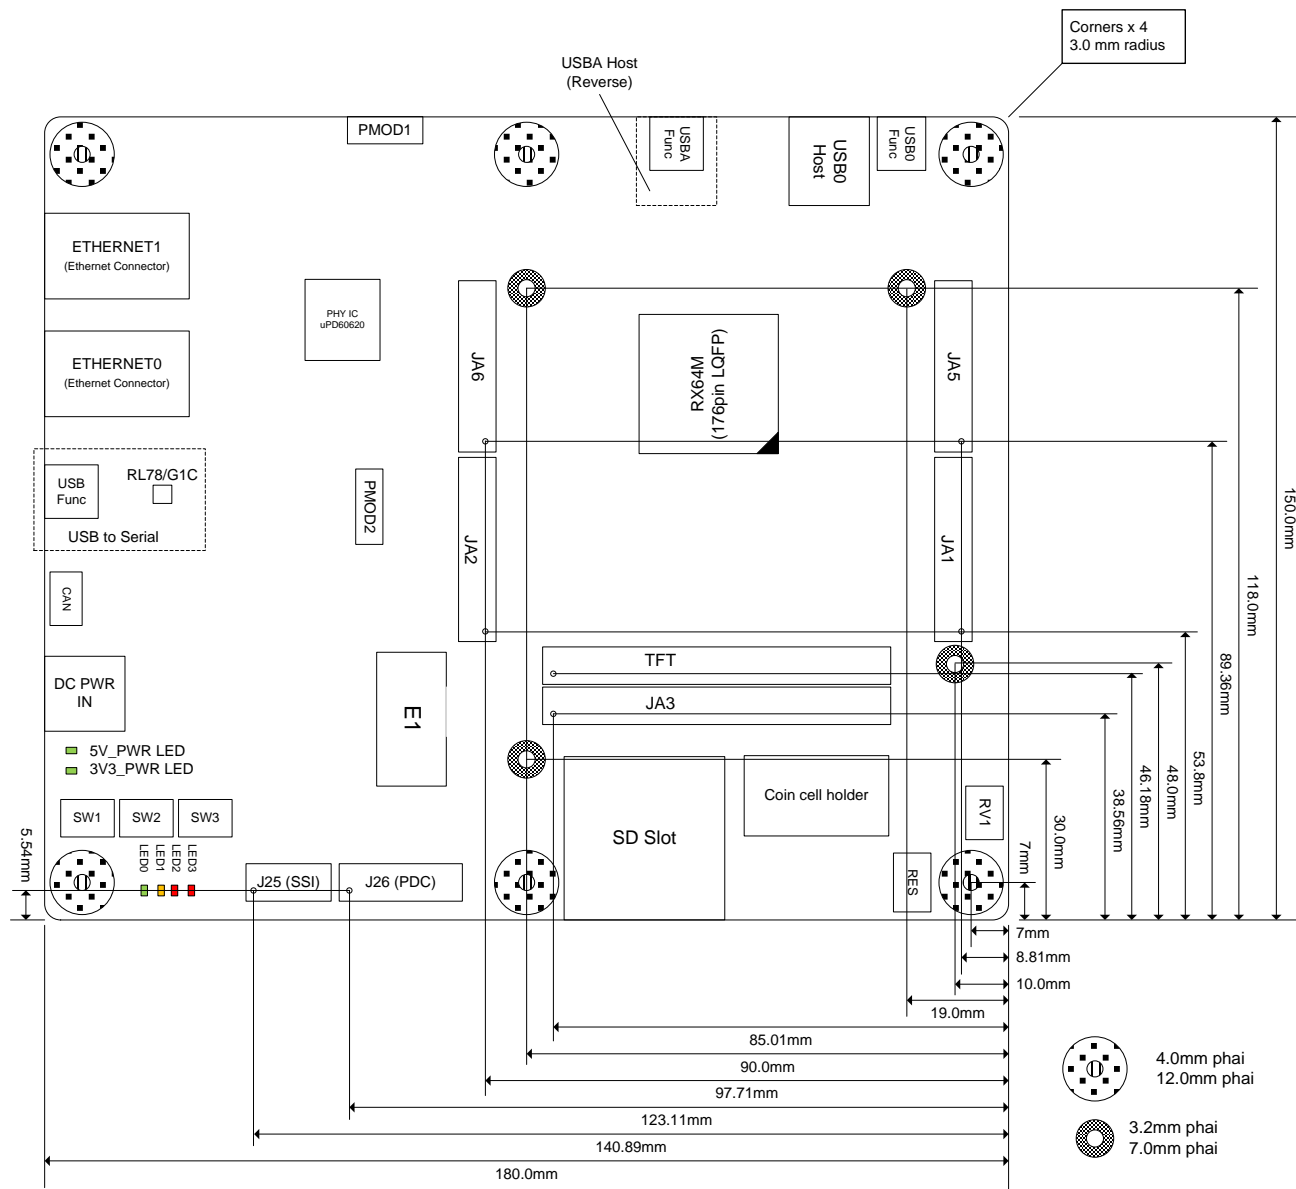 Corners x 4
3.0 mm radius
USBA Host
(Reverse)
PMOD1
USBA
Func
USB0
Host
USB0
Func
ETHERNET1
(Ethernet Connector)
PHY IC
uPD60620
ETHERNET0
(Ethernet Connector)
JA6
RX64M
(176pin LQFP)
JA5
USB
Func
RL78/G1C
USB to Serial
PMOD2
JA2
JA1
CAN
TFT
DC PWR
IN
JA3
E1
5V_PWR LED
3V3_PWR LED
Coin cell holder
SW1
SW2
SW3
SD Slot
RV1
LED0
LED1
LED2
LED3
J25 (SSI)
J26 (PDC)
RES
5.54mm
7mm
30.0mm
38.56mm
46.18mm
48.0mm
53.8mm
89.36mm
118.0mm
150.0mm
7mm
8.81mm
10.0mm
19.0mm
85.01mm
90.0mm
97.71mm
123.11mm
140.89mm
180.0mm
4.0mm phai
12.0mm phai
3.2mm phai
7.0mm phai